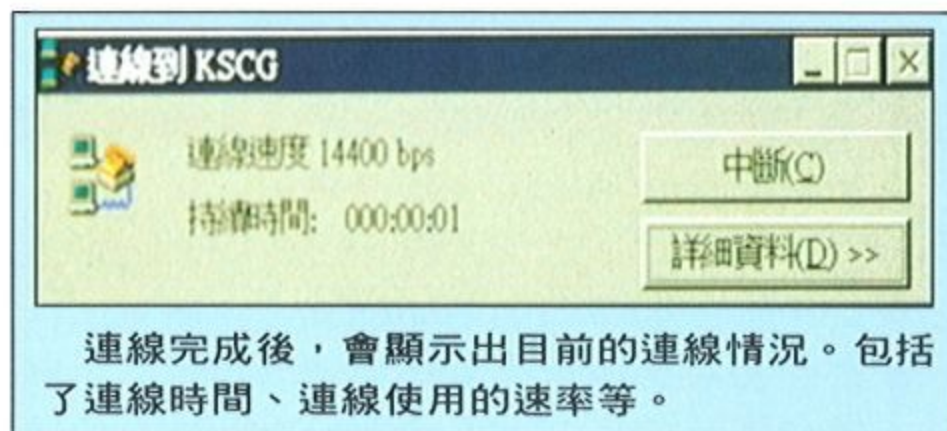 連線到 KSCG
連線速度 14400 bps
中斷(C)
持續時間: 000:00:01
詳細資料(D) >>
連線完成後，會顯示出目前的連線情況。包括
了連線時間、連線使用的速率等。